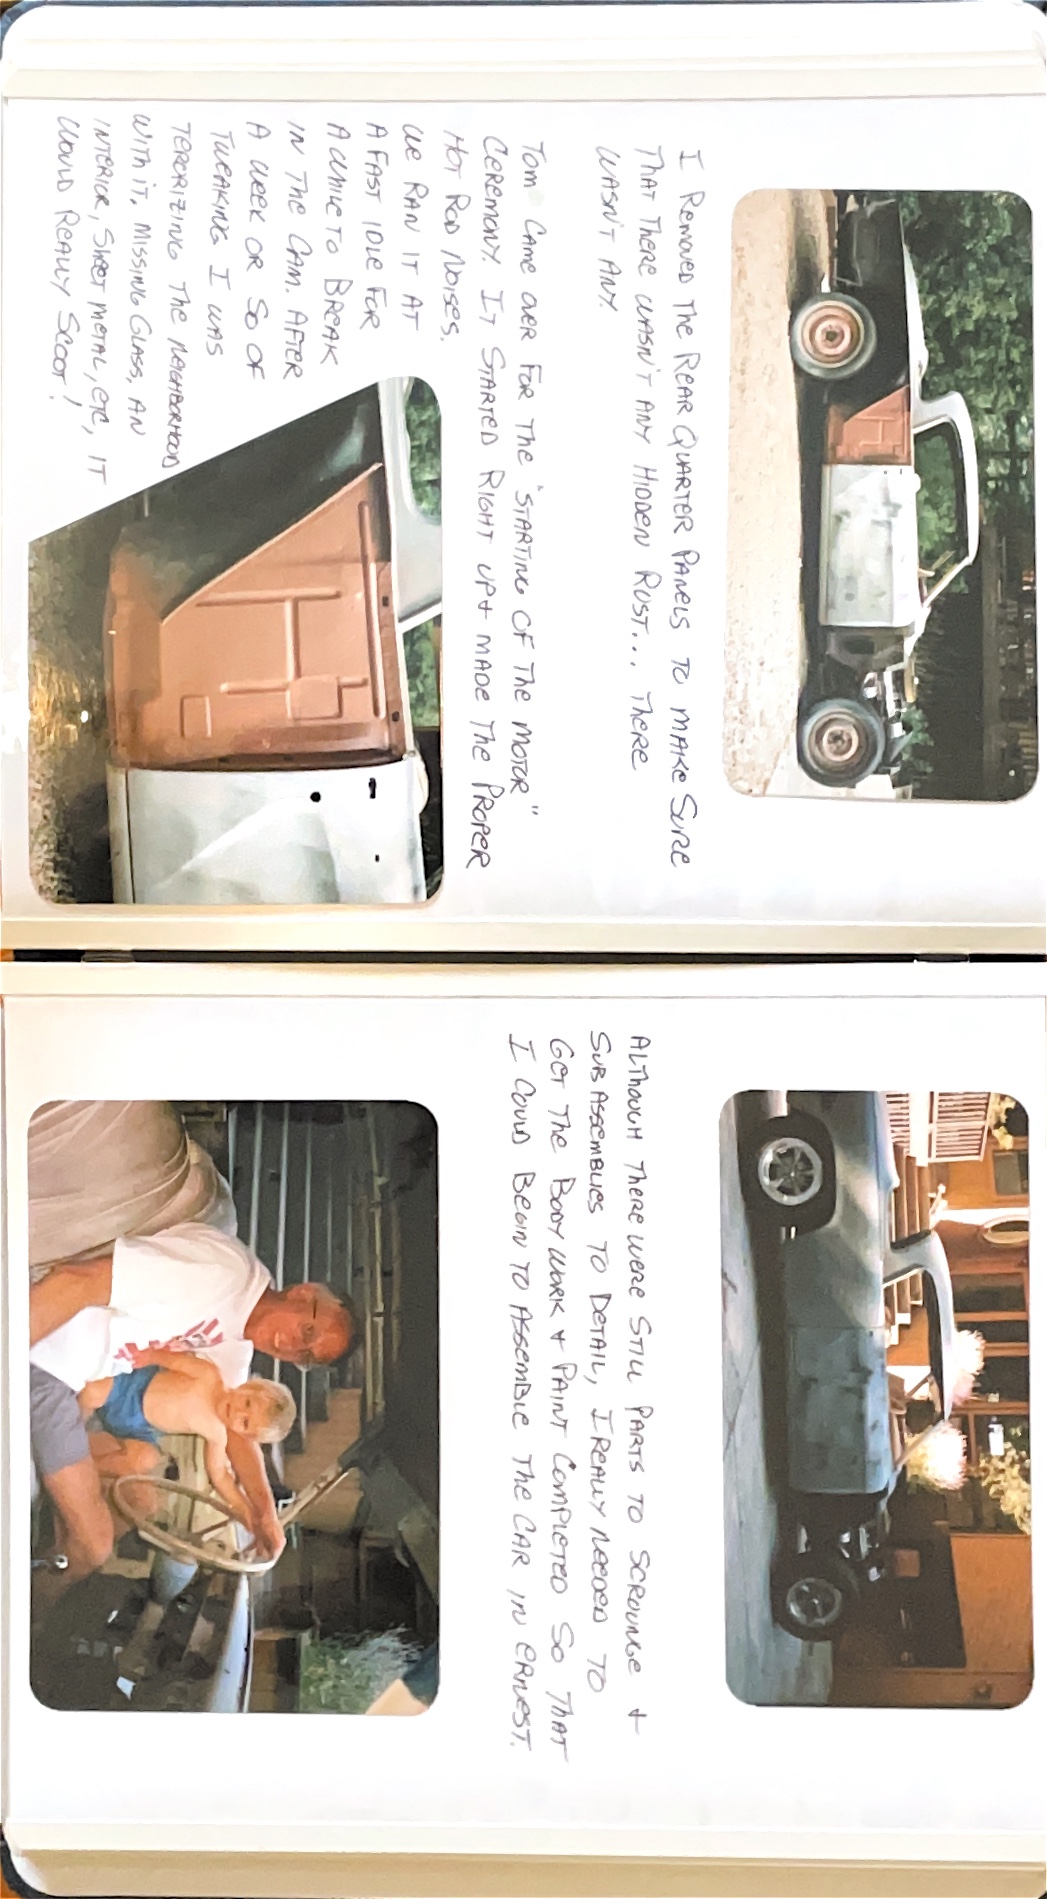 I Removed The Rear Quarter Panels to make sure
that there wasn't any hidden rust... there
wasn't any.
Tom came over for the "starting of the motor"
ceremony. It started right up + made the proper
hot rod noises.
We ran it at
a fast idle for
a while to break
in the cam. After
a week or so of
tweaking I was
terorizing the neighborhood
with it. Missing glass, an
interior, sheet metal, etc, it
would really scoot!
Although there were still parts to scrounge +
sub assemblies to detail, I really needed to
get the body work + paint completed so that
I could begin to assemble the car in ernest.